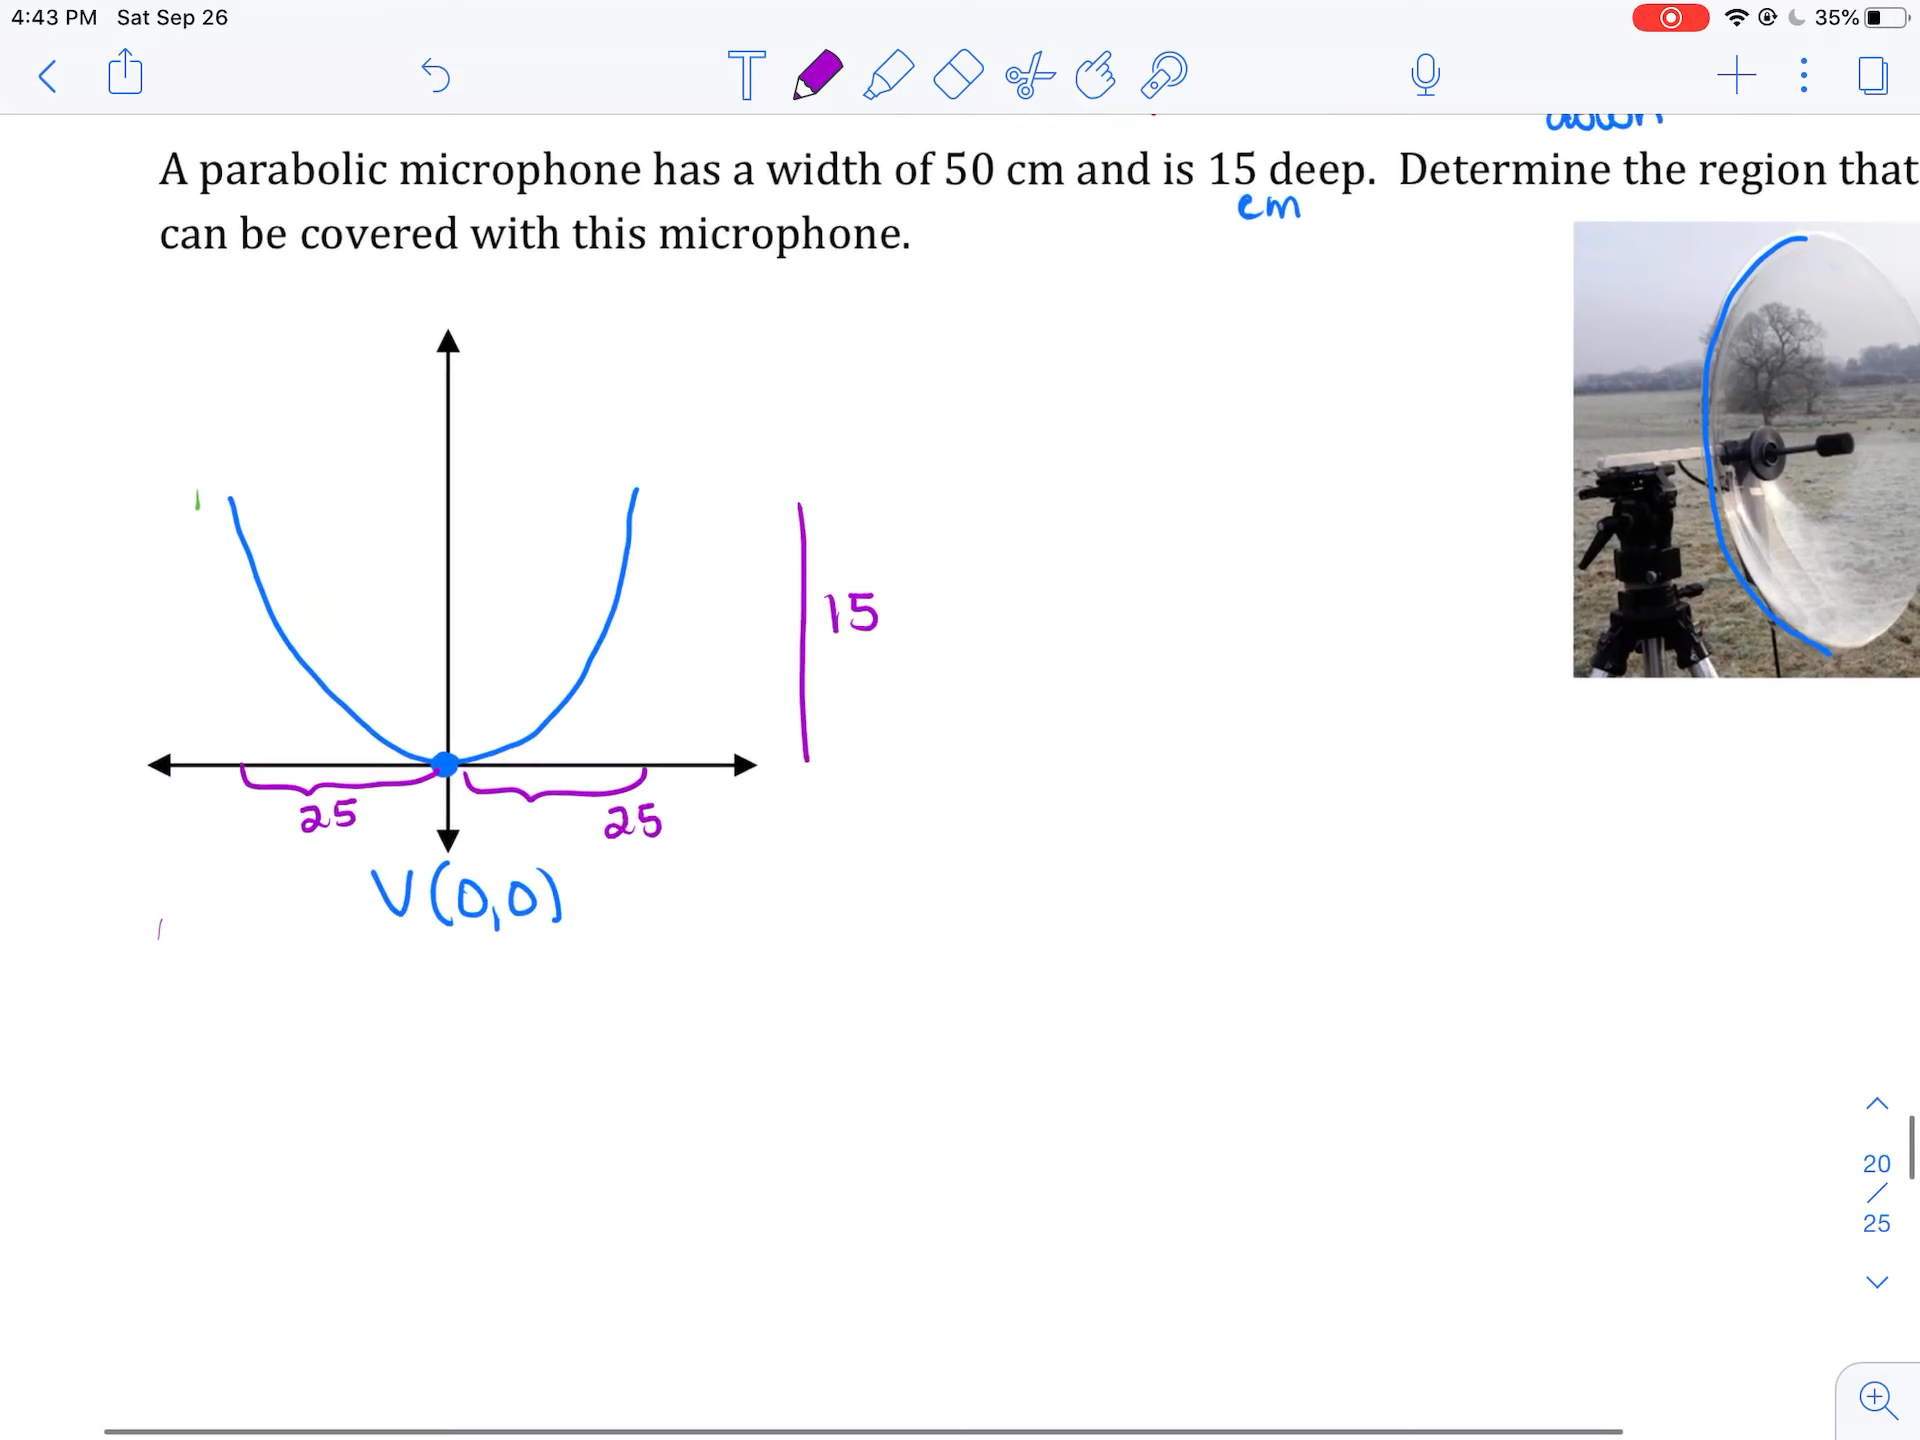 4:43 PM Sat Sep 26
35%
down
A parabolic microphone has a width of 50 cm and is 15 deep. Determine the region that
cm
can be covered with this microphone.
15
25
25
V(0,0)
20
/
25